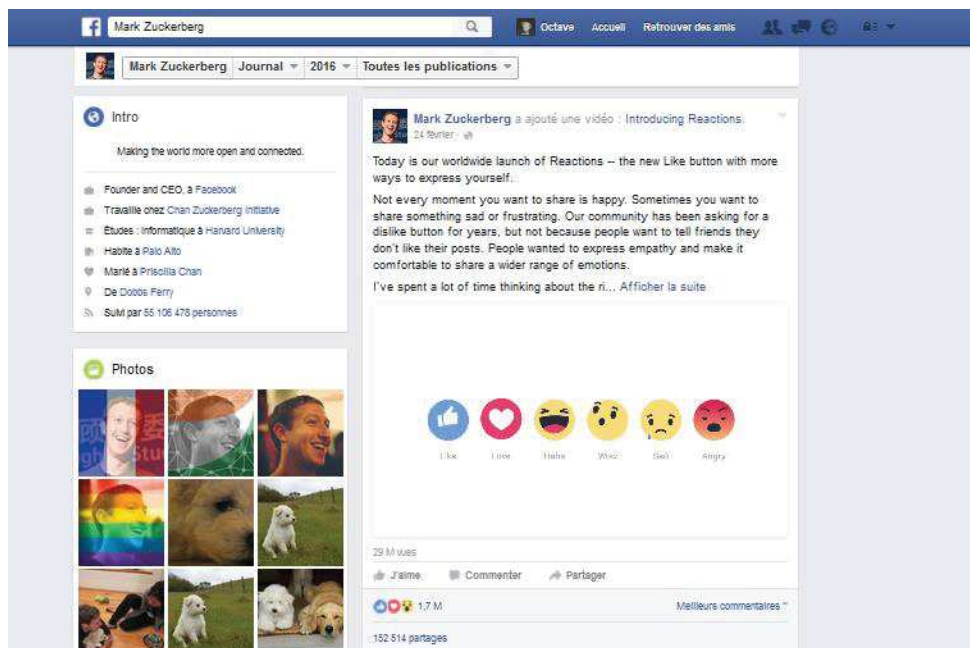 Mark Zuckerberg
Octave Accueil Retrouver des amis
Mark Zuckerberg Journal 2016 Toutes les publications
Intro
Making the world more open and connected.
Founder and CEO, à Facebook
Travaille chez Chan Zuckerberg Initiative
Études : Informatique à Harvard University
Habite à Palo Alto
Marié à Priscilla Chan
De Dobbs Ferry
Suivi par 55 106 478 personnes
Photos
Mark Zuckerberg a ajouté une vidéo : Introducing Reactions.
24 février
Today is our worldwide launch of Reactions -- the new Like button with more
ways to express yourself.
Not every moment you want to share is happy. Sometimes you want to
share something sad or frustrating. Our community has been asking for a
dislike button for years, but not because people want to tell friends they
don't like their posts. People wanted to express empathy and make it
comfortable to share a wider range of emotions.
I've spent a lot of time thinking about the ri... Afficher la suite
Like Love Haha Wow Sad Angry
29 M vues
J'aime Commenter Partager
1,7 M Meilleurs commentaires
152 514 partages